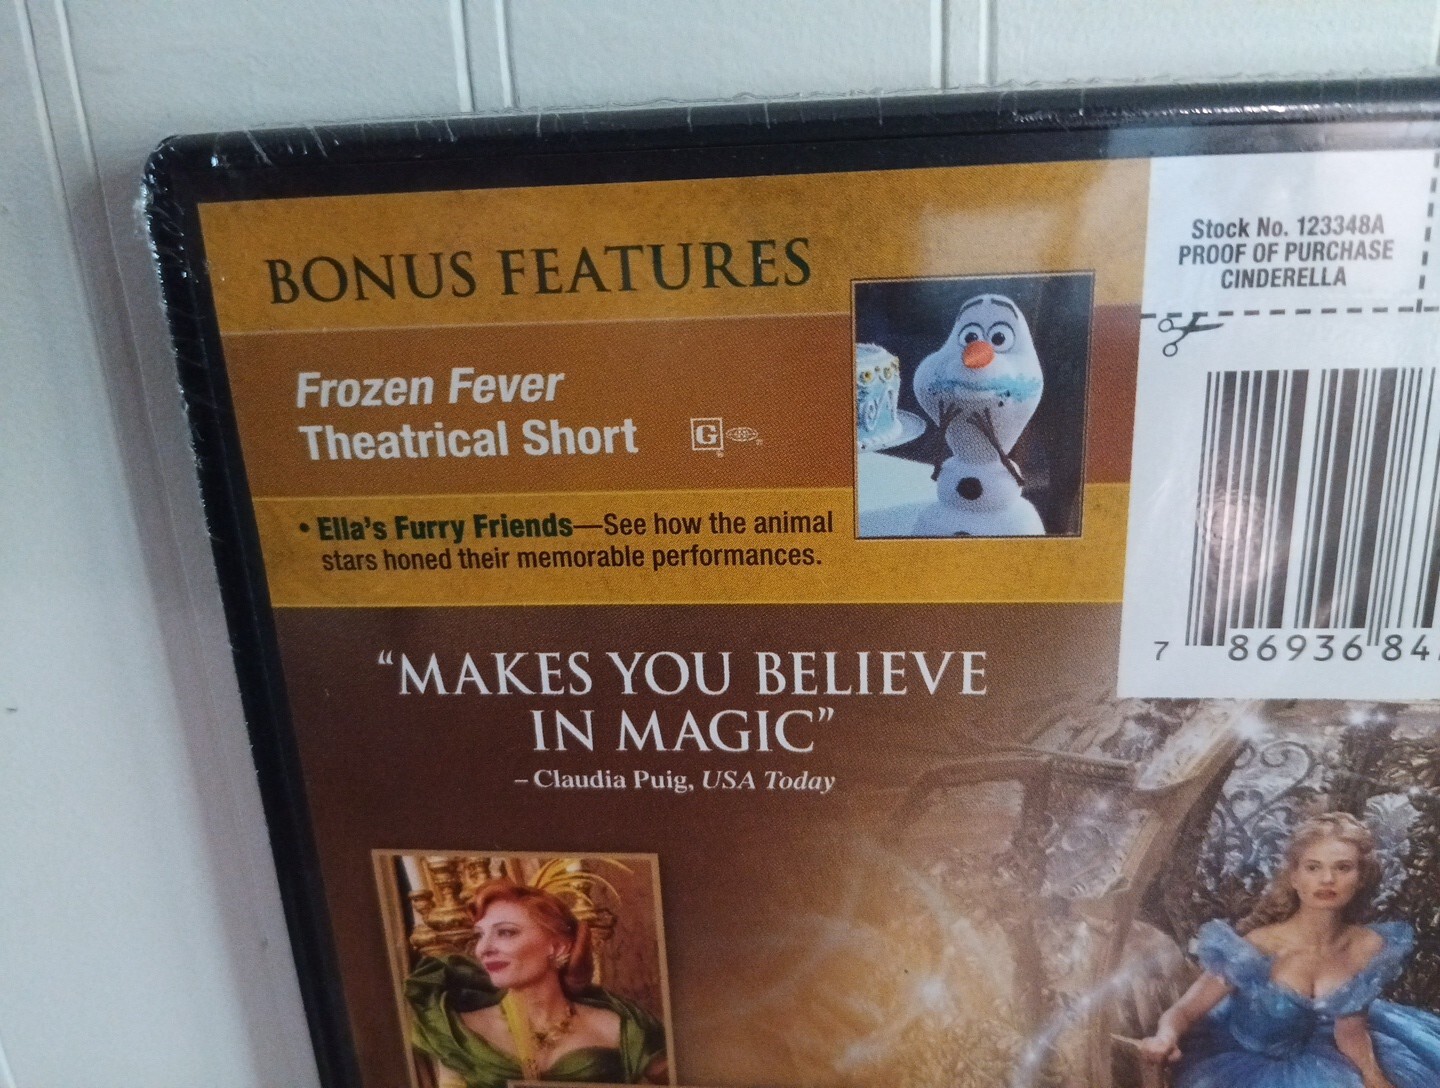 BONUS FEATURES
Frozen Fever
Theatrical Short
G
• Ella's Furry Friends—See how the animal
stars honed their memorable performances.
Stock No. 123348A
PROOF OF PURCHASE
CINDERELLA
7 86936 84
"MAKES YOU BELIEVE
IN MAGIC"
– Claudia Puig, USA Today